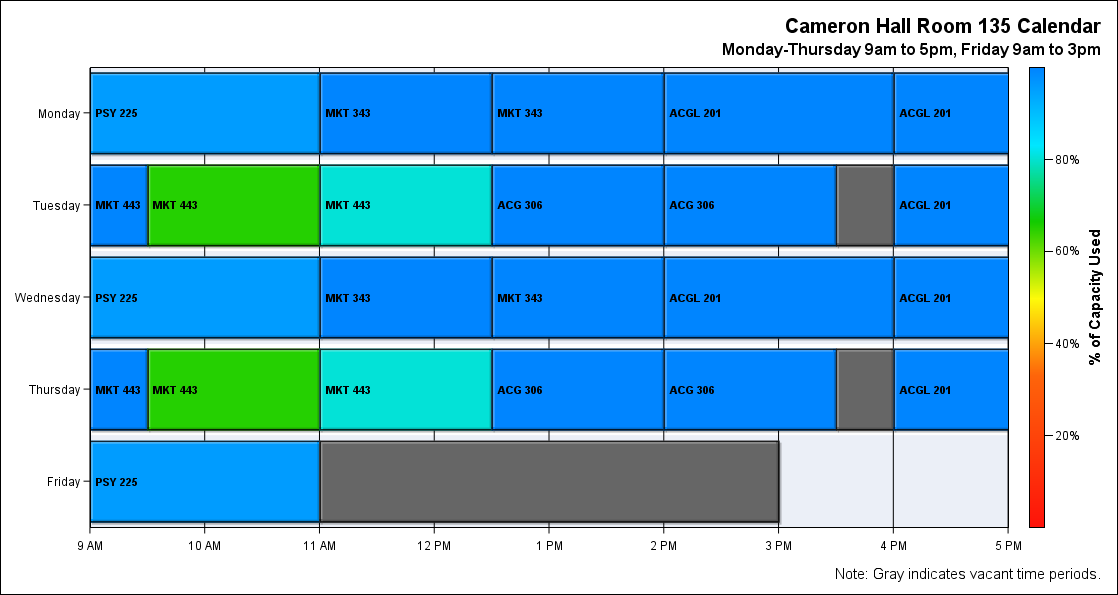 Cameron Hall Room 135 Calendar
Monday-Thursday 9am to 5pm, Friday 9am to 3pm
Monday
PSY 225
MKT 343
MKT 343
ACGL 201
ACGL 201
Tuesday
MKT 443
MKT 443
MKT 443
ACG 306
ACG 306
ACGL 201
Wednesday
PSY 225
MKT 343
MKT 343
ACGL 201
ACGL 201
Thursday
MKT 443
MKT 443
MKT 443
ACG 306
ACG 306
ACGL 201
Friday
PSY 225
9 AM
10 AM
11 AM
12 PM
1 PM
2 PM
3 PM
4 PM
5 PM
80%
60%
40%
20%
% of Capacity Used
Note: Gray indicates vacant time periods.